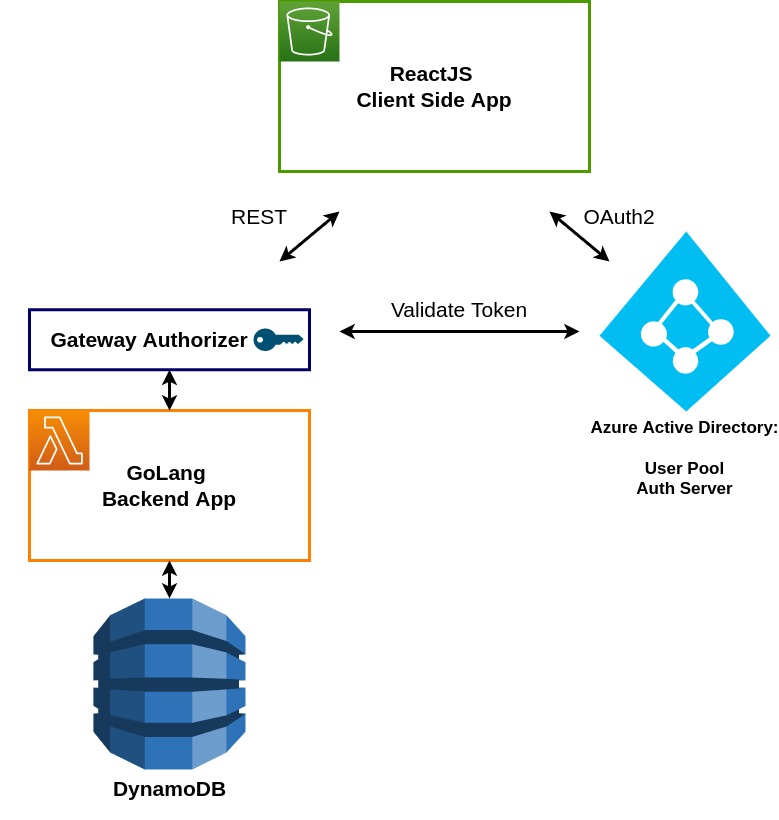 ReactJS
Client Side App
REST
OAuth2
Validate Token
Gateway Authorizer
GoLang
Backend App
Azure Active Directory:
User Pool
Auth Server
DynamoDB